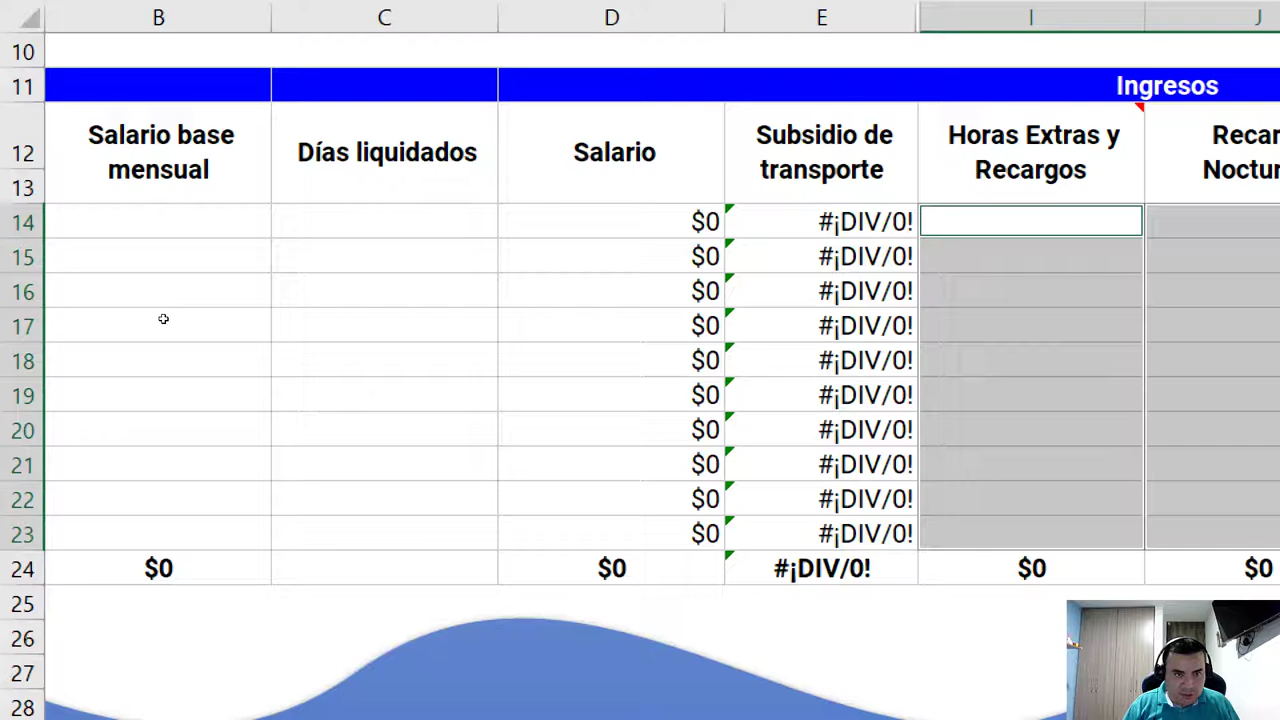 B C D E I J
10
11 Ingresos
12 Salario base mensual Días liquidados Salario Subsidio de transporte Horas Extras y Recargos Recar Noctur
13
14 $0 #¡DIV/0!
15 $0 #¡DIV/0!
16 $0 #¡DIV/0!
17 $0 #¡DIV/0!
18 $0 #¡DIV/0!
19 $0 #¡DIV/0!
20 $0 #¡DIV/0!
21 $0 #¡DIV/0!
22 $0 #¡DIV/0!
23 $0 #¡DIV/0!
24 $0 $0 #¡DIV/0! $0 $0
25
26
27
28